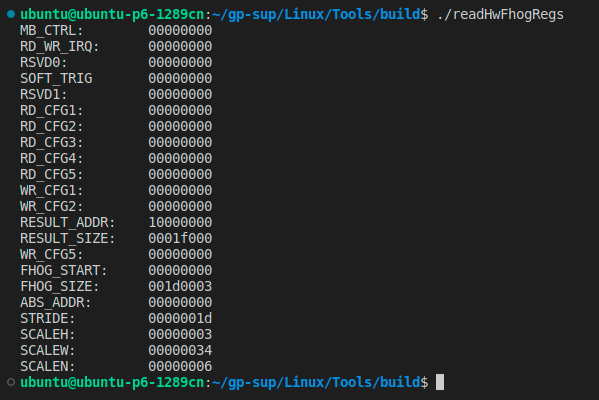 ubuntu@ubuntu-p6-1289cn:~/gp-sup/Linux/Tools/build$ ./readHwFhogRegs
MB_CTRL:        00000000
RD_WR_IRQ:      00000000
RSVD0:          00000000
SOFT_TRIG       00000000
RSVD1:          00000000
RD_CFG1:        00000000
RD_CFG2:        00000000
RD_CFG3:        00000000
RD_CFG4:        00000000
RD_CFG5:        00000000
WR_CFG1:        00000000
WR_CFG2:        00000000
RESULT_ADDR:    10000000
RESULT_SIZE:    0001f000
WR_CFG5:        00000000
FHOG_START:     00000000
FHOG_SIZE:      001d0003
ABS_ADDR:       00000000
STRIDE:         0000001d
SCALEH:         00000003
SCALEW:         00000034
SCALEN:         00000006
ubuntu@ubuntu-p6-1289cn:~/gp-sup/Linux/Tools/build$